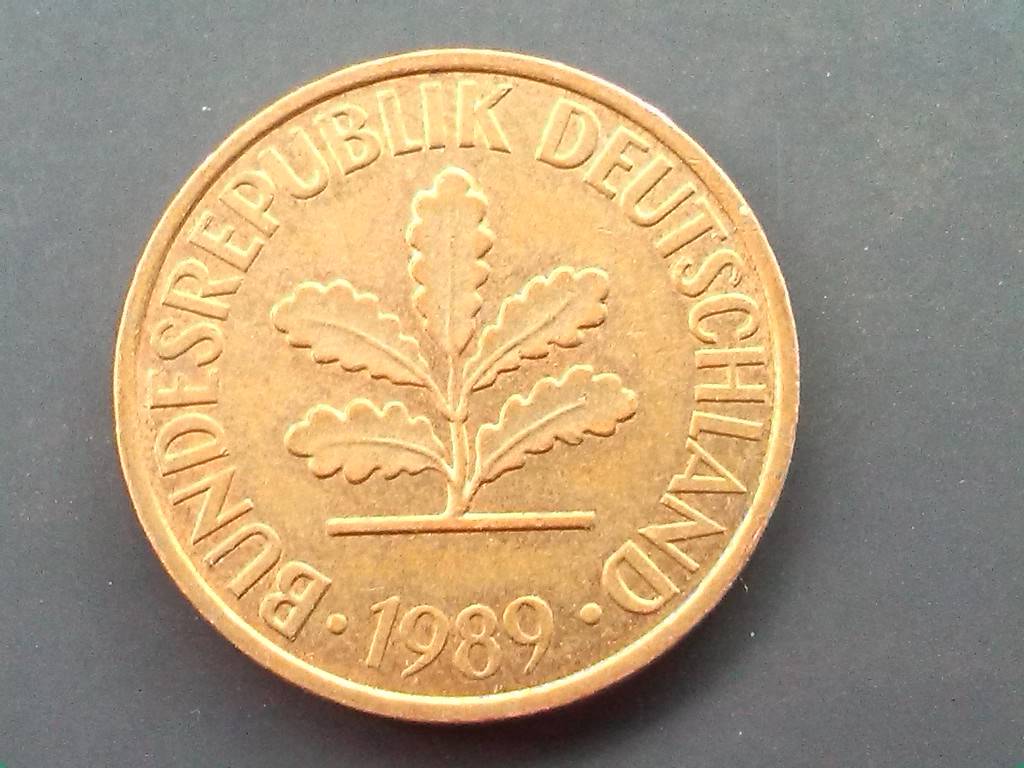 BUNDESREPUBLIK DEUTSCHLAND
· 1989 ·